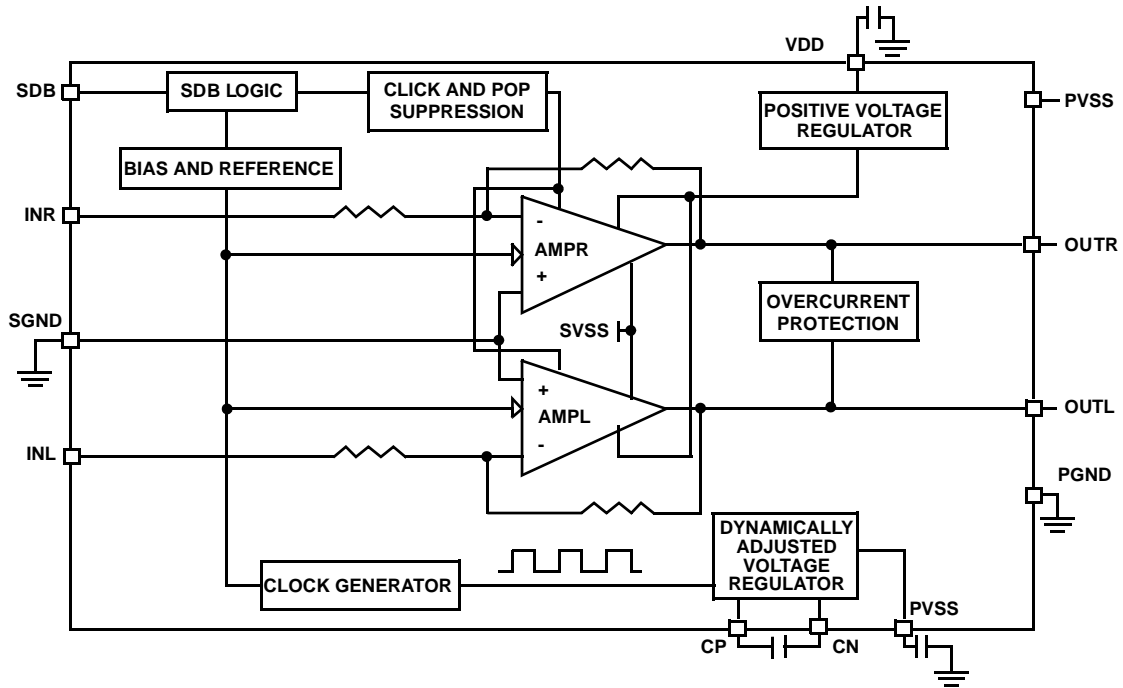 VDD
SDB
SDB LOGIC
CLICK AND POP
SUPPRESSION
POSITIVE VOLTAGE
REGULATOR
PVSS
BIAS AND REFERENCE
INR
-
AMPR
+
OUTR
OVERCURRENT
PROTECTION
SGND
SVSS
+
AMPL
-
OUTL
INL
PGND
DYNAMICALLY
ADJUSTED
VOLTAGE
REGULATOR
CLOCK GENERATOR
PVSS
CP
CN